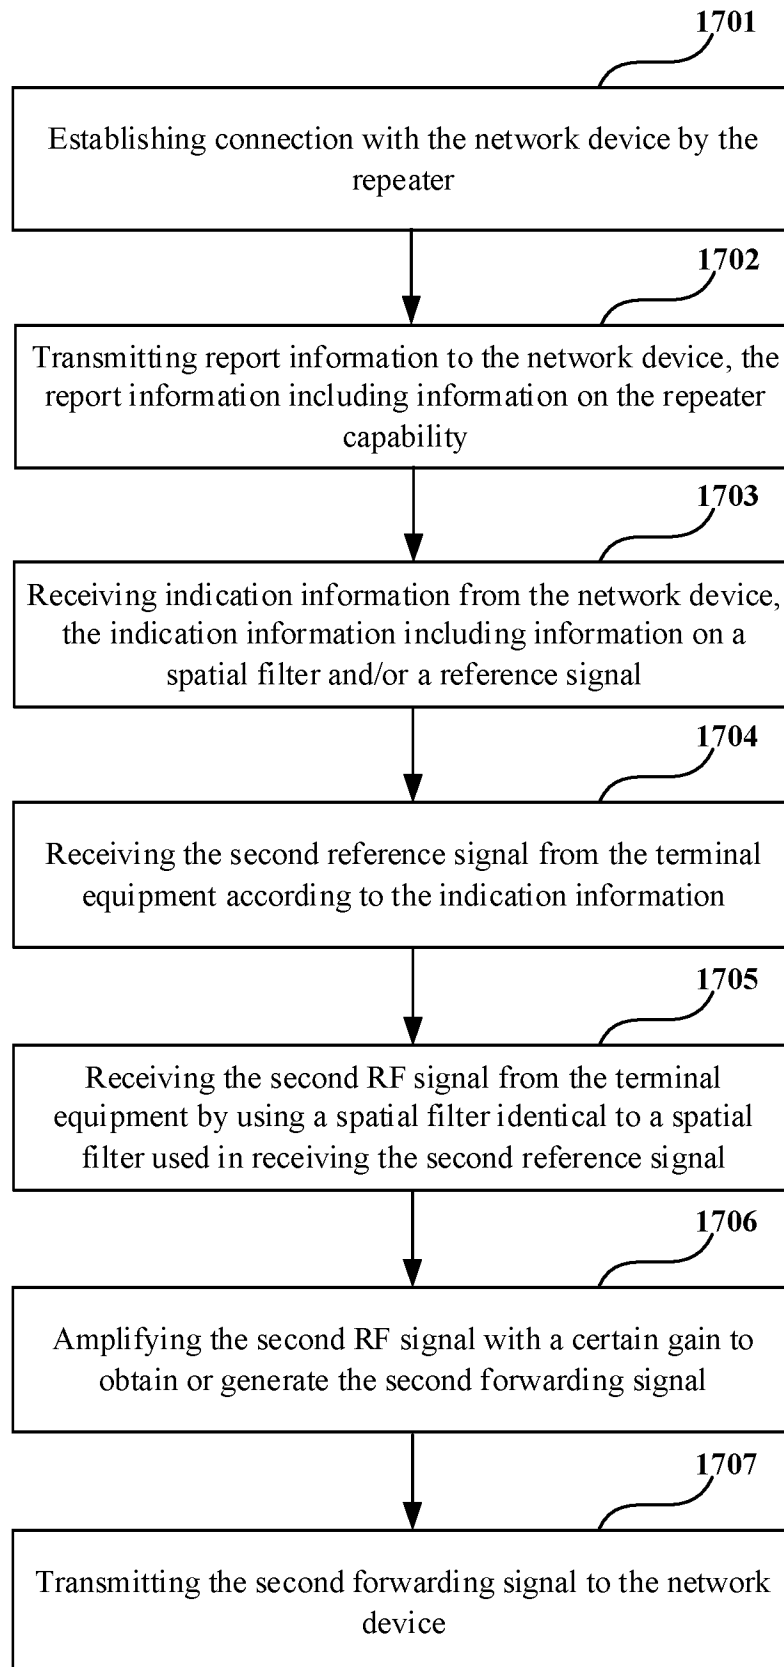 1701
Establishing connection with the network device by the
repeater
1702
Transmitting report information to the network device, the
report information including information on the repeater
capability
1703
Receiving indication information from the network device,
the indication information including information on a
spatial filter and/or a reference signal
1704
Receiving the second reference signal from the terminal
equipment according to the indication information
1705
Receiving the second RF signal from the terminal
equipment by using a spatial filter identical to a spatial
filter used in receiving the second reference signal
1706
Amplifying the second RF signal with a certain gain to
obtain or generate the second forwarding signal
1707
Transmitting the second forwarding signal to the network
device